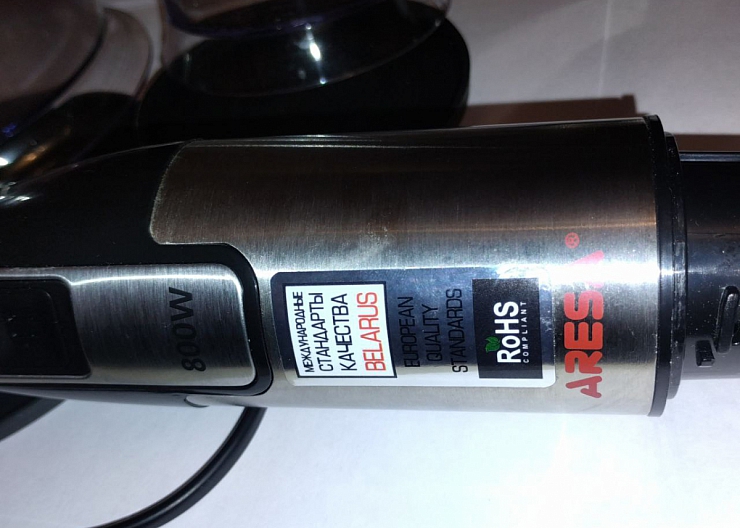 800W
МЕЖДУНАРОДНЫЕ
СТАНДАРТЫ
КАЧЕСТВА
BELARUS
EUROPEAN
QUALITY
STANDARDS
RoHS
COMPLIANT
ARESA®